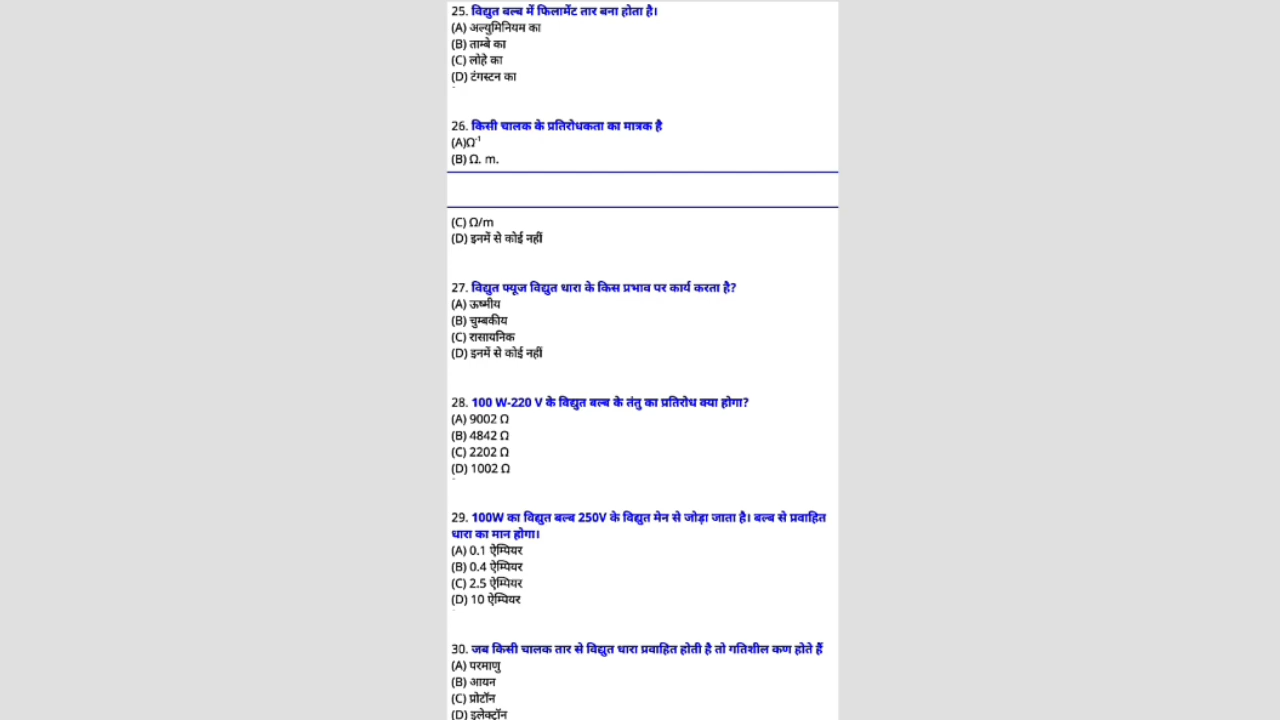 25. विद्युत बल्ब में फिलामेंट तार बना होता है।
(A) अल्युमिनियम का
(B) ताम्बे का
(C) लोहे का
(D) टंगस्टन का
26. किसी चालक के प्रतिरोधकता का मात्रक है
(A)Ω⁻¹
(B) Ω. m.
(C) Ω/m
(D) इनमें से कोई नहीं
27. विद्युत फ्यूज विद्युत धारा के किस प्रभाव पर कार्य करता है?
(A) ऊष्मीय
(B) चुम्बकीय
(C) रासायनिक
(D) इनमें से कोई नहीं
28. 100 W-220 V के विद्युत बल्ब के तंतु का प्रतिरोध क्या होगा?
(A) 9002 Ω
(B) 4842 Ω
(C) 2202 Ω
(D) 1002 Ω
29. 100W का विद्युत बल्ब 250V के विद्युत मेन से जोड़ा जाता है। बल्ब से प्रवाहित
धारा का मान होगा।
(A) 0.1 ऐम्पियर
(B) 0.4 ऐम्पियर
(C) 2.5 ऐम्पियर
(D) 10 ऐम्पियर
30. जब किसी चालक तार से विद्युत धारा प्रवाहित होती है तो गतिशील कण होते हैं
(A) परमाणु
(B) आयन
(C) प्रोटॉन
(D) इलेक्ट्रॉन